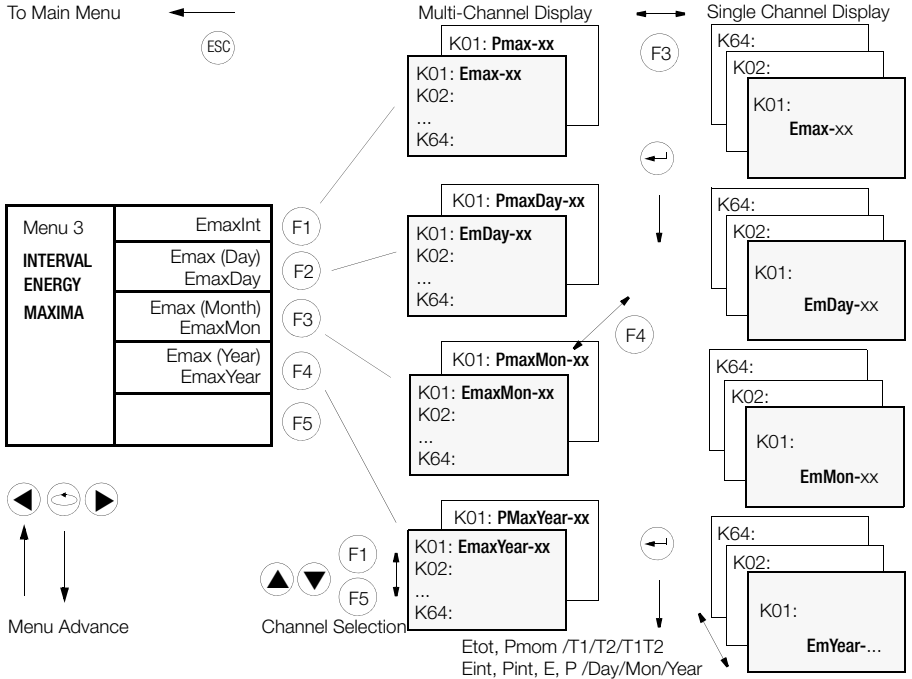 To Main Menu
ESC
Multi-Channel Display
Single Channel Display
F3
K01: Pmax-xx
K01: Emax-xx
K02:
...
K64:
K64:
K02:
K01:
Emax-xx
Menu 3
INTERVAL
ENERGY
MAXIMA
EmaxInt
F1
Emax (Day)
EmaxDay
F2
Emax (Month)
EmaxMon
F3
Emax (Year)
EmaxYear
F4
F5
K01: PmaxDay-xx
K01: EmDay-xx
K02:
...
K64:
K64:
K02:
K01:
EmDay-xx
F4
K01: PmaxMon-xx
K01: EmaxMon-xx
K02:
...
K64:
K64:
K02:
K01:
EmMon-xx
K01: PMaxYear-xx
K01: EmaxYear-xx
K02:
...
K64:
K64:
K02:
K01:
EmYear-...
F1
F5
Menu Advance
Channel Selection
Etot, Pmom /T1/T2/T1T2
Eint, Pint, E, P /Day/Mon/Year